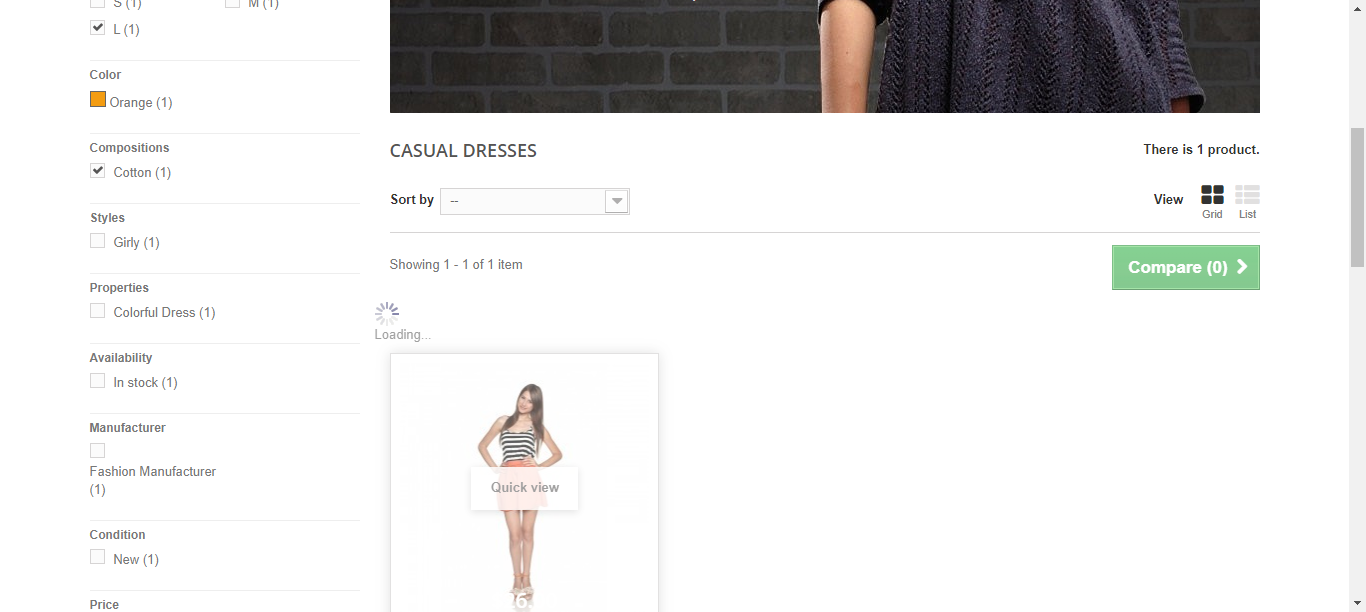 S (1)
M (1)
L (1)
Color
Orange (1)
Compositions
Cotton (1)
Styles
Girly (1)
Properties
Colorful Dress (1)
Availability
In stock (1)
Manufacturer
Fashion Manufacturer
(1)
Condition
New (1)
Price
CASUAL DRESSES
There is 1 product.
Sort by
--
View
Grid
List
Showing 1 - 1 of 1 item
Compare (0)
Loading...
Quick view